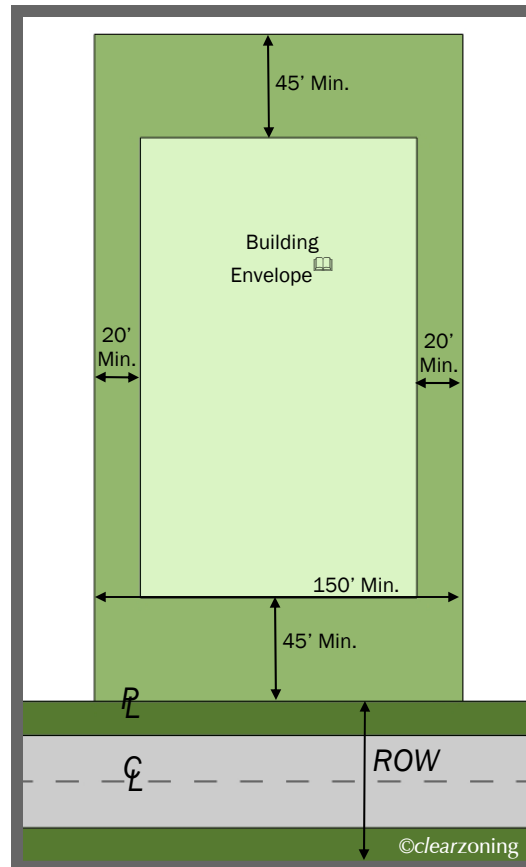 45’ Min.
Building
Envelope
20’
Min.
20’
Min.
150’ Min.
45’ Min.
PL
CL
ROW
©clearzoning